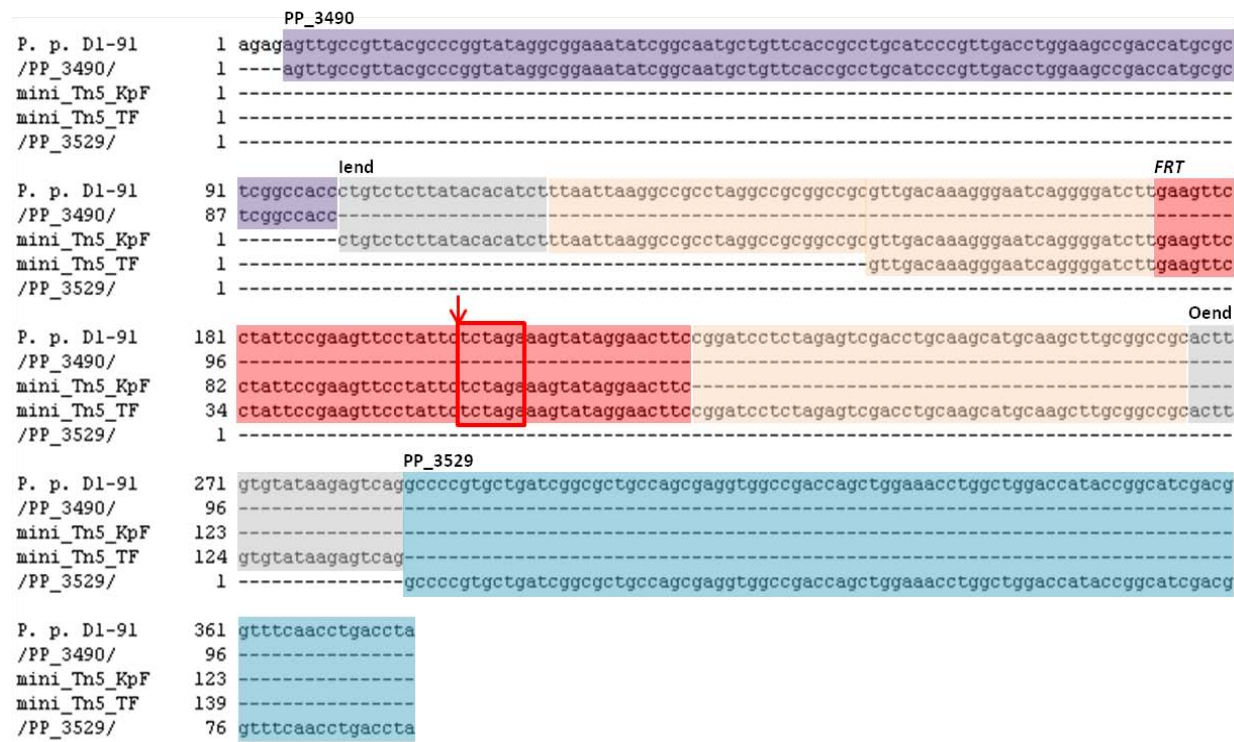 PP_3490
P. p. D1-91 1 agagagttgccgttacgcccggtataggcggaaatatcggcaatgctgttcaccgcctgcatcccgttgacctggaagccgaccatgcgc
/PP_3490/ 1 ----agttgccgttacgcccggtataggcggaaatatcggcaatgctgttcaccgcctgcatcccgttgacctggaagccgaccatgcgc
mini_Tn5_KpF 1 ------------------------------------------------------------------------------------------
mini_Tn5_TF 1 ------------------------------------------------------------------------------------------
/PP_3529/ 1 ------------------------------------------------------------------------------------------
Iend FRT
P. p. D1-91 91 tcggccaccctgtctcttatacacatctttaattaaggccgcctaggccgcggccgcgttgacaaagggaatcaggggatcttgaagttc
/PP_3490/ 87 tcggccacc---------------------------------------------------------------------------------
mini_Tn5_KpF 1 ---------ctgtctcttatacacatctttaattaaggccgcctaggccgcggccgcgttgacaaagggaatcaggggatcttgaagttc
mini_Tn5_TF 1 ---------------------------------------------------------gttgacaaagggaatcaggggatcttgaagttc
/PP_3529/ 1 ------------------------------------------------------------------------------------------
Oend
P. p. D1-91 181 ctattccgaagttcctattctctagaaagtataggaacttccggatcctctagagtcgacctgcaagcatgcaagcttgcggccgcactt
/PP_3490/ 96 ------------------------------------------------------------------------------------------
mini_Tn5_KpF 82 ctattccgaagttcctattctctagaaagtataggaacttc-------------------------------------------------
mini_Tn5_TF 34 ctattccgaagttcctattctctagaaagtataggaacttccggatcctctagagtcgacctgcaagcatgcaagcttgcggccgcactt
/PP_3529/ 1 ------------------------------------------------------------------------------------------
PP_3529
P. p. D1-91 271 gtgtataagagtcaggccccgtgctgatcggcgctgccagcgaggtggccgaccagctggaaacctggctggaccataccggcatcgacg
/PP_3490/ 96 ------------------------------------------------------------------------------------------
mini_Tn5_KpF 123 ------------------------------------------------------------------------------------------
mini_Tn5_TF 124 gtgtataagagtcag---------------------------------------------------------------------------
/PP_3529/ 1 ---------------gccccgtgctgatcggcgctgccagcgaggtggccgaccagctggaaacctggctggaccataccggcatcgacg
P. p. D1-91 361 gtttcaacctgaccta
/PP_3490/ 96 ----------------
mini_Tn5_KpF 123 ----------------
mini_Tn5_TF 139 ----------------
/PP_3529/ 76 gtttcaacctgaccta